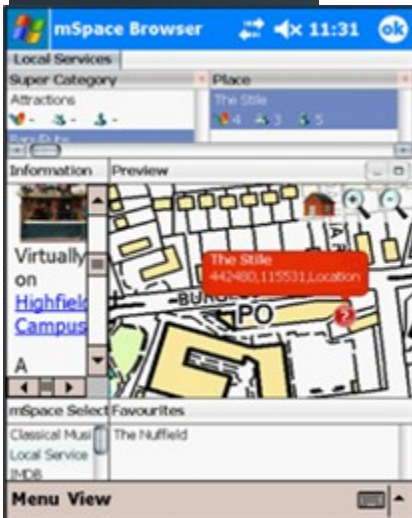 mSpace Browser 11:31 ok
Local Services
Super Category Place
Attractions The Stile
- - - 4 3 5
Bars/Pubs
Information Preview
The Stile
442480,115531,Location
Virtually
on
Highfield
Campus
A
PO
mSpace Select Favourites
Classical Musi The Nuffield
Local Service
IMDB
Menu View